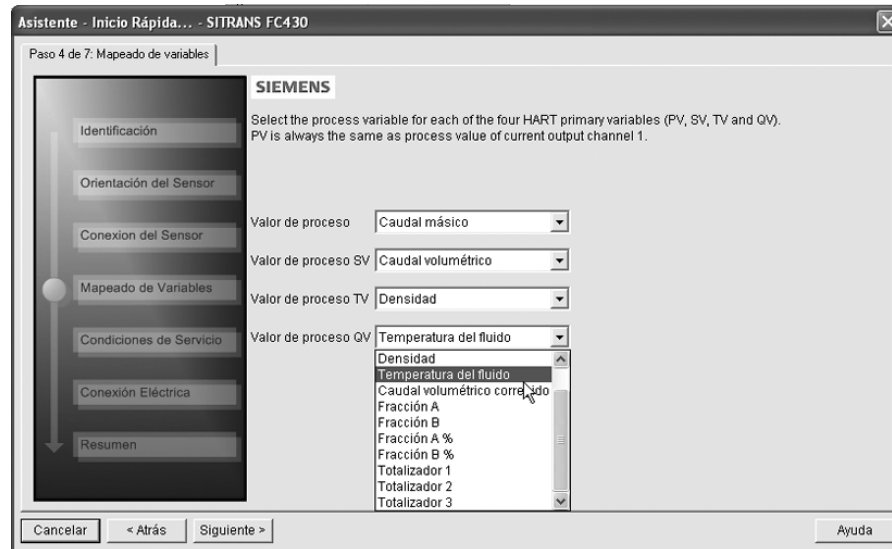 Asistente - Inicio Rápida... - SITRANS FC430
Paso 4 de 7: Mapeado de variables
SIEMENS
Select the process variable for each of the four HART primary variables (PV, SV, TV and QV).
PV is always the same as process value of current output channel 1.
Identificación
Orientación del Sensor
Conexion del Sensor
Mapeado de Variables
Condiciones de Servicio
Conexión Eléctrica
Resumen
Valor de proceso Caudal másico
Valor de proceso SV Caudal volumétrico
Valor de proceso TV Densidad
Valor de proceso QV Temperatura del fluido
Densidad
Temperatura del fluido
Caudal volumétrico corregido
Fracción A
Fracción B
Fracción A %
Fracción B %
Totalizador 1
Totalizador 2
Totalizador 3
Cancelar < Atrás Siguiente > Ayuda